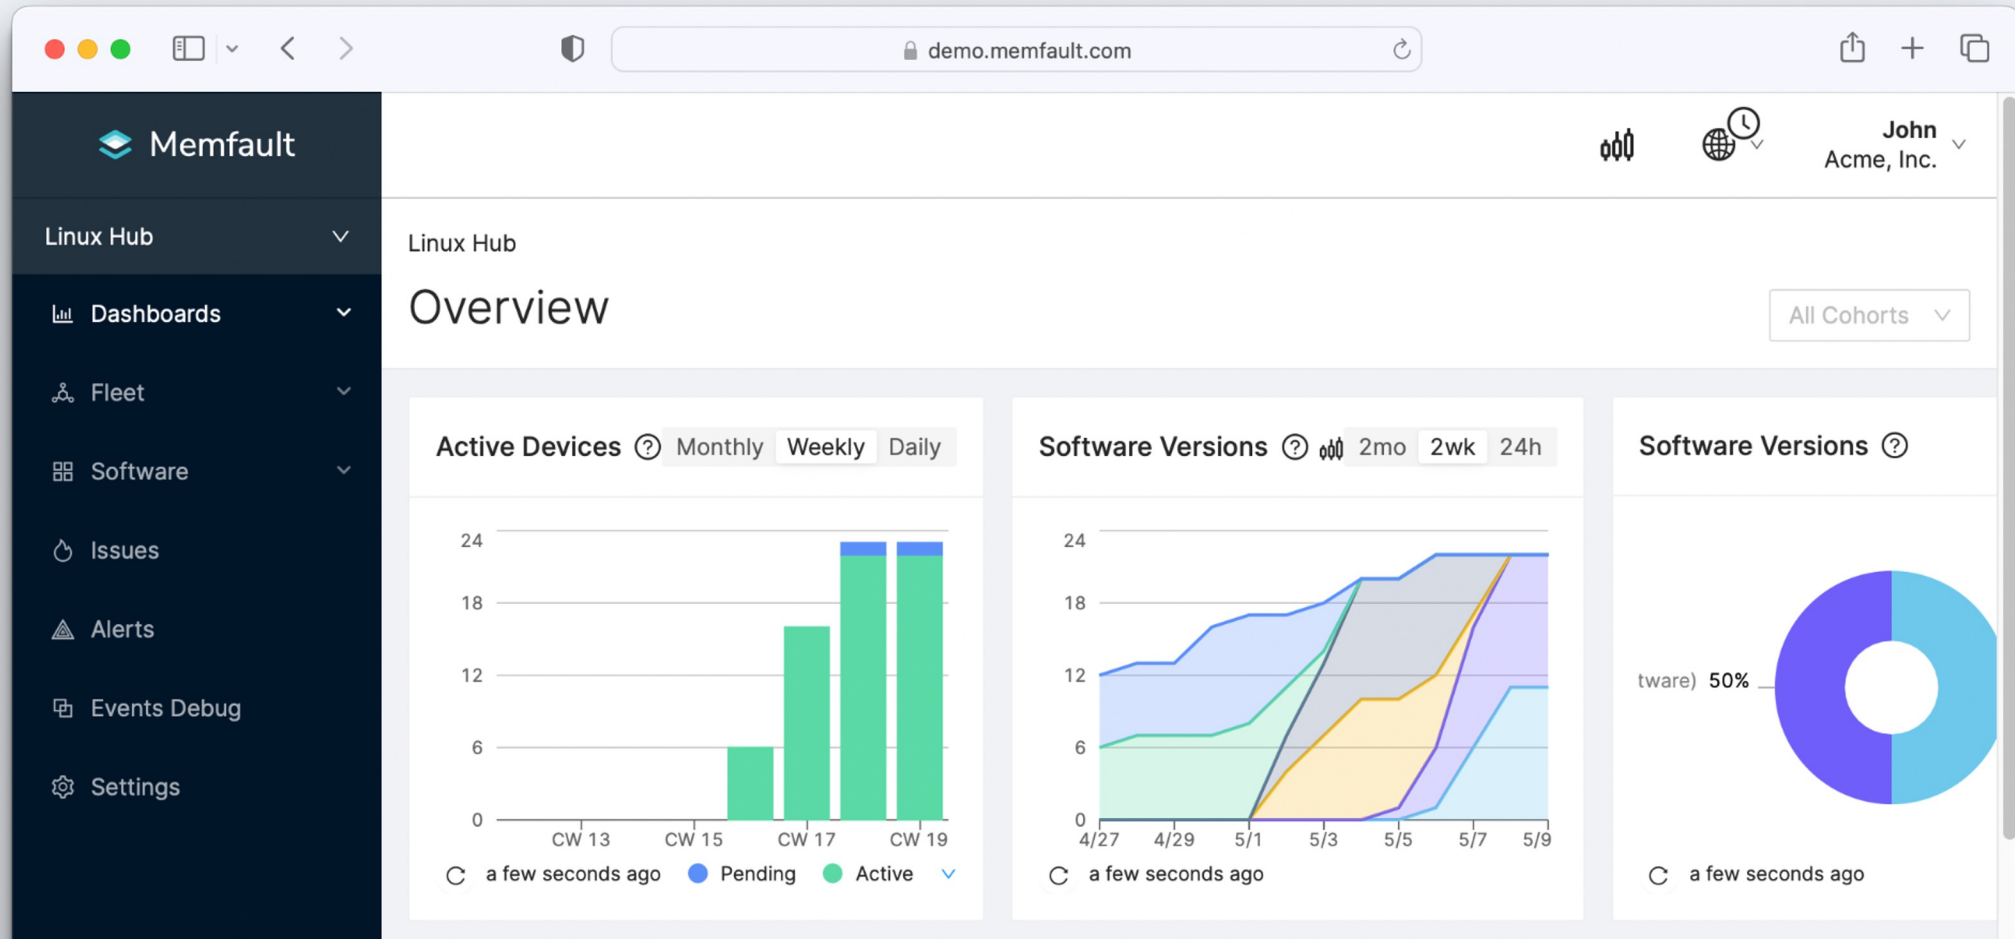 demo.memfault.com
Memfault
John
Acme, Inc.
Linux Hub
Dashboards
Fleet
Software
Issues
Alerts
Events Debug
Settings
Linux Hub
Overview
All Cohorts
Active Devices ? Monthly Weekly Daily
24
18
12
6
0
CW 13 CW 15 CW 17 CW 19
a few seconds ago Pending Active
Software Versions ? 2mo 2wk 24h
24
18
12
6
0
4/27 4/29 5/1 5/3 5/5 5/7 5/9
a few seconds ago
Software Versions ?
tware) 50%
a few seconds ago